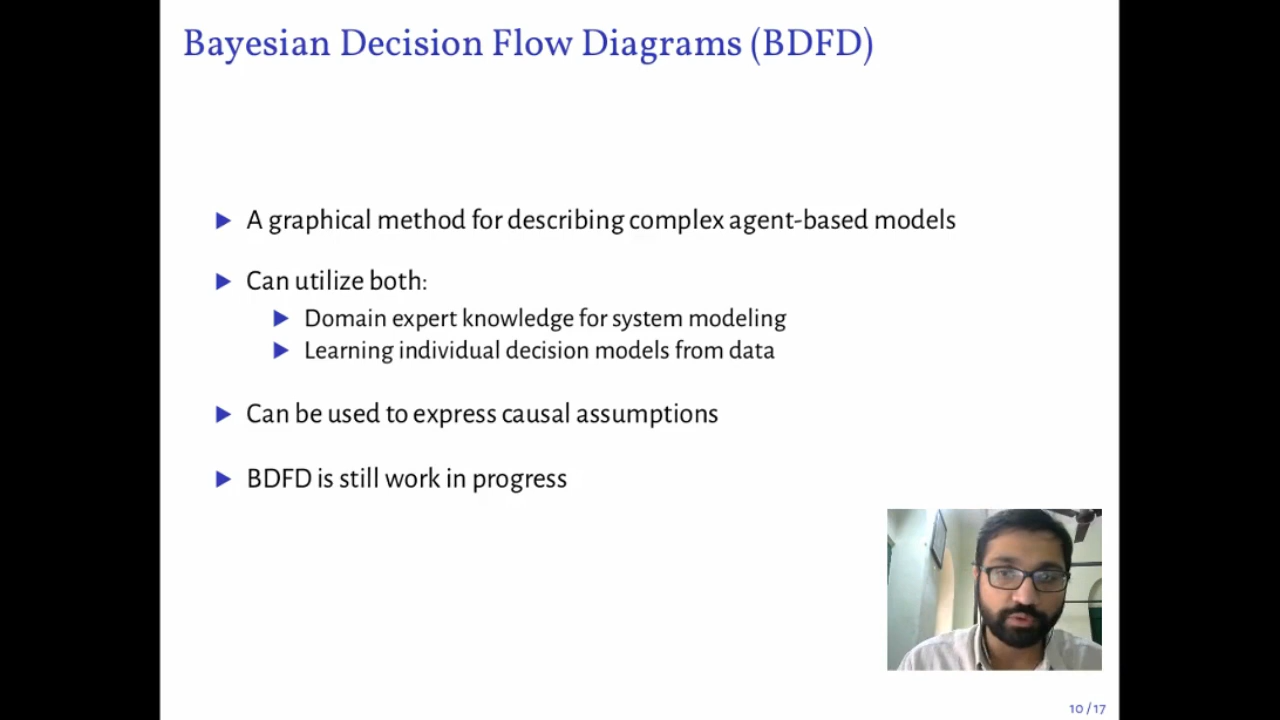 Bayesian Decision Flow Diagrams (BDFD)
A graphical method for describing complex agent-based models
Can utilize both:
Domain expert knowledge for system modeling
Learning individual decision models from data
Can be used to express causal assumptions
BDFD is still work in progress
10 / 17